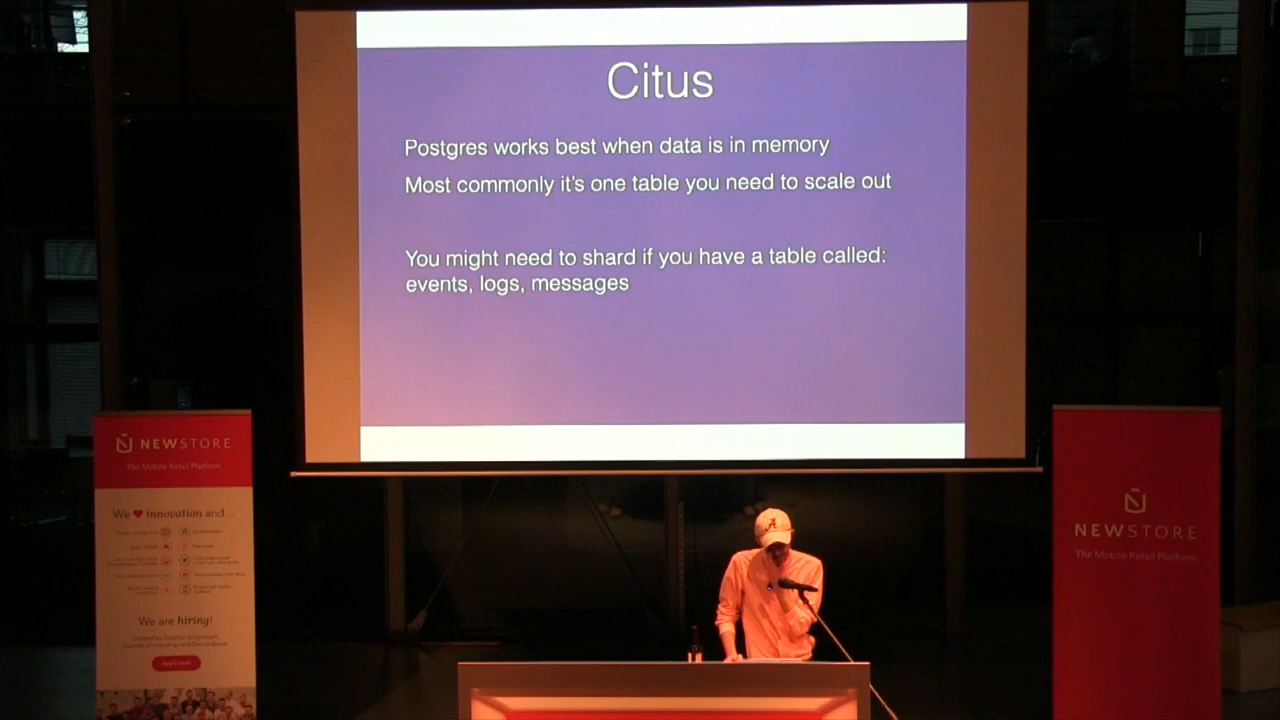 Citus
Postgres works best when data is in memory
Most commonly it's one table you need to scale out
You might need to shard if you have a table called:
events, logs, messages
NEWSTORE
The Mobile Retail Platform
We ❤ innovation and...
We are hiring!
Apply now
A
NEWSTORE
The Mobile Retail Platform